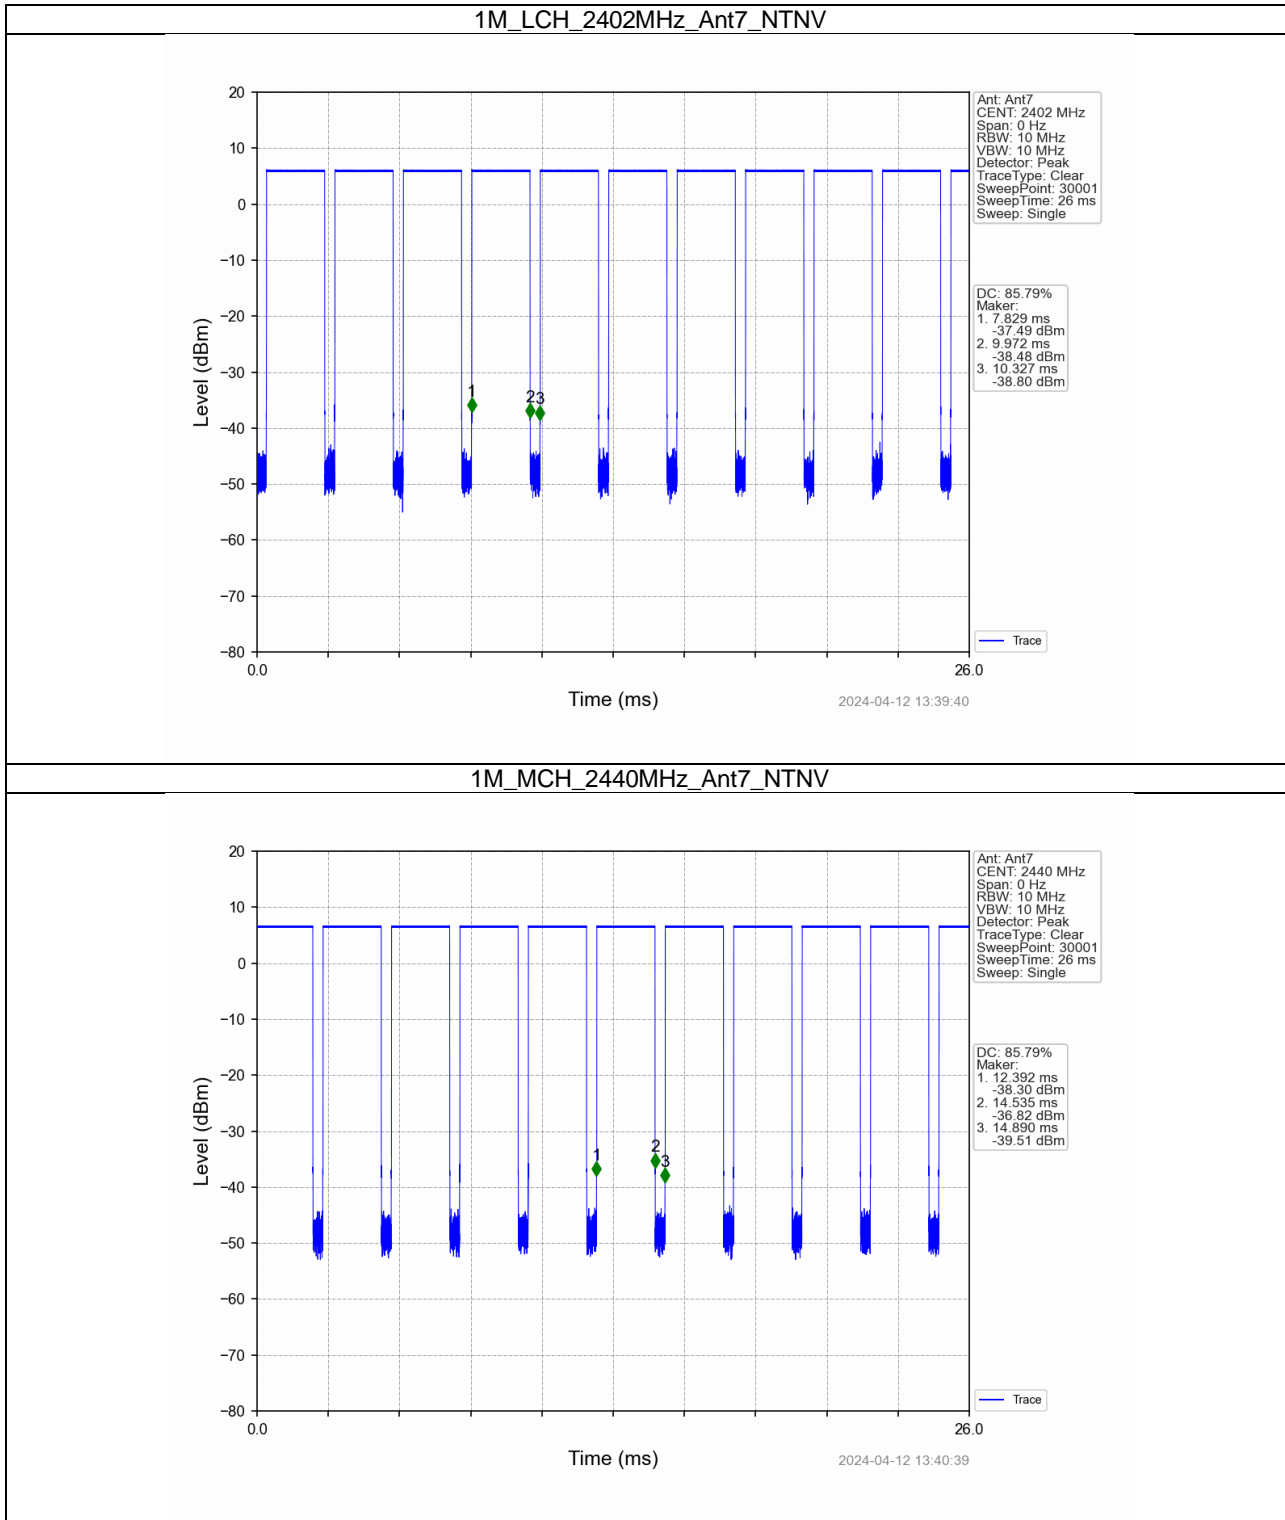 1M_LCH_2402MHz_Ant7_NTNV
20
10
0
−10
−20
−30
−40
−50
−60
−70
−80
Level (dBm)
0.0
26.0
Time (ms)
1
2
3
Ant: Ant7
CENT: 2402 MHz
Span: 0 Hz
RBW: 10 MHz
VBW: 10 MHz
Detector: Peak
TraceType: Clear
SweepPoint: 30001
SweepTime: 26 ms
Sweep: Single
DC: 85.79%
Maker:
1. 7.829 ms
-37.49 dBm
2. 9.972 ms
-38.48 dBm
3. 10.327 ms
-38.80 dBm
Trace
2024-04-12 13:39:40
1M_MCH_2440MHz_Ant7_NTNV
20
10
0
−10
−20
−30
−40
−50
−60
−70
−80
Level (dBm)
0.0
26.0
Time (ms)
1
2
3
Ant: Ant7
CENT: 2440 MHz
Span: 0 Hz
RBW: 10 MHz
VBW: 10 MHz
Detector: Peak
TraceType: Clear
SweepPoint: 30001
SweepTime: 26 ms
Sweep: Single
DC: 85.79%
Maker:
1. 12.392 ms
-38.30 dBm
2. 14.535 ms
-36.82 dBm
3. 14.890 ms
-39.51 dBm
Trace
2024-04-12 13:40:39